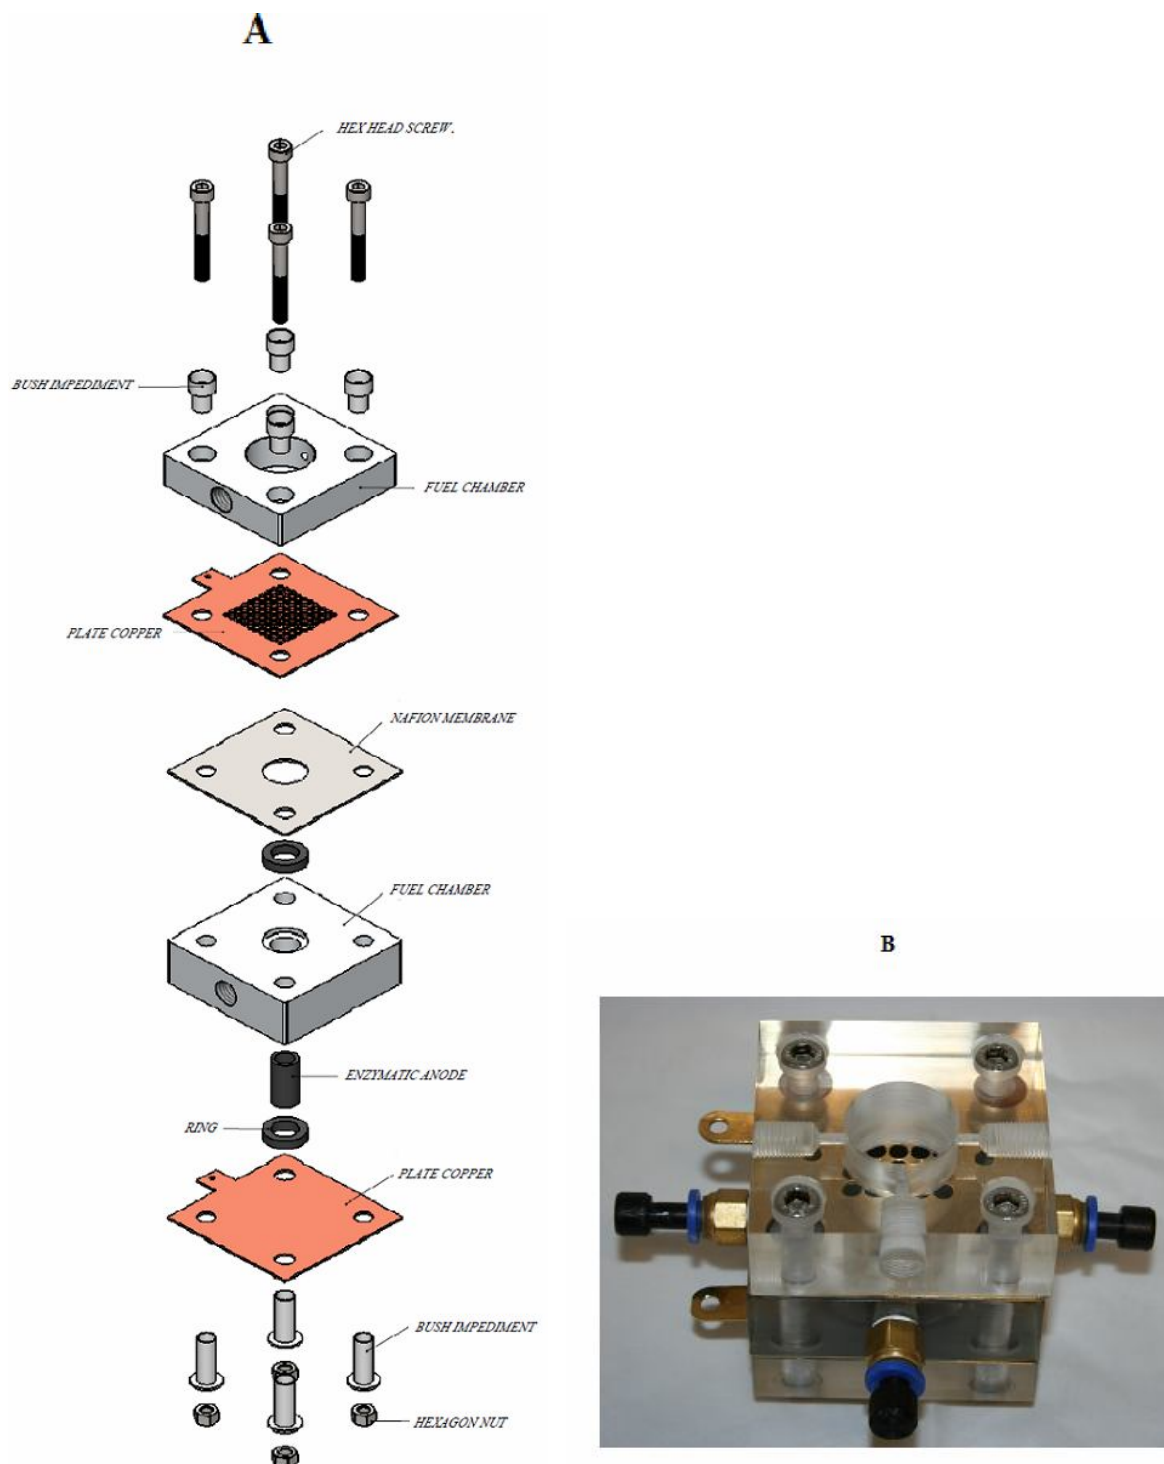 A
HEX HEAD SCREW.
BUSH IMPEDIMENT
FUEL CHAMBER
PLATE COPPER
NAFION MEMBRANE
FUEL CHAMBER
B
ENZYMATIC ANODE
RING
PLATE COPPER
BUSH IMPEDIMENT
HEXAGON NUT